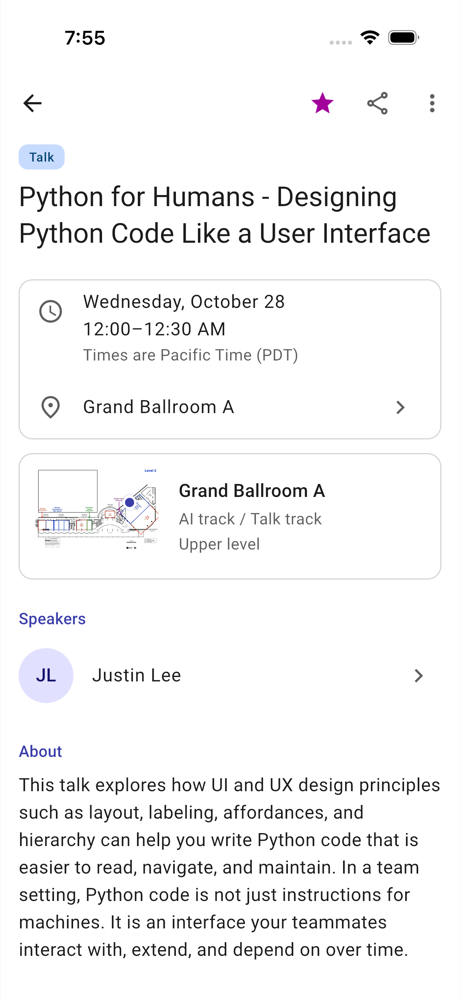 7:55
Talk
Python for Humans - Designing
Python Code Like a User Interface
Wednesday, October 28
12:00–12:30 AM
Times are Pacific Time (PDT)
Grand Ballroom A
Level 2
Grand Ballroom A
AI track / Talk track
Upper level
Speakers
JL
Justin Lee
About
This talk explores how UI and UX design principles
such as layout, labeling, affordances, and
hierarchy can help you write Python code that is
easier to read, navigate, and maintain. In a team
setting, Python code is not just instructions for
machines. It is an interface your teammates
interact with, extend, and depend on over time.